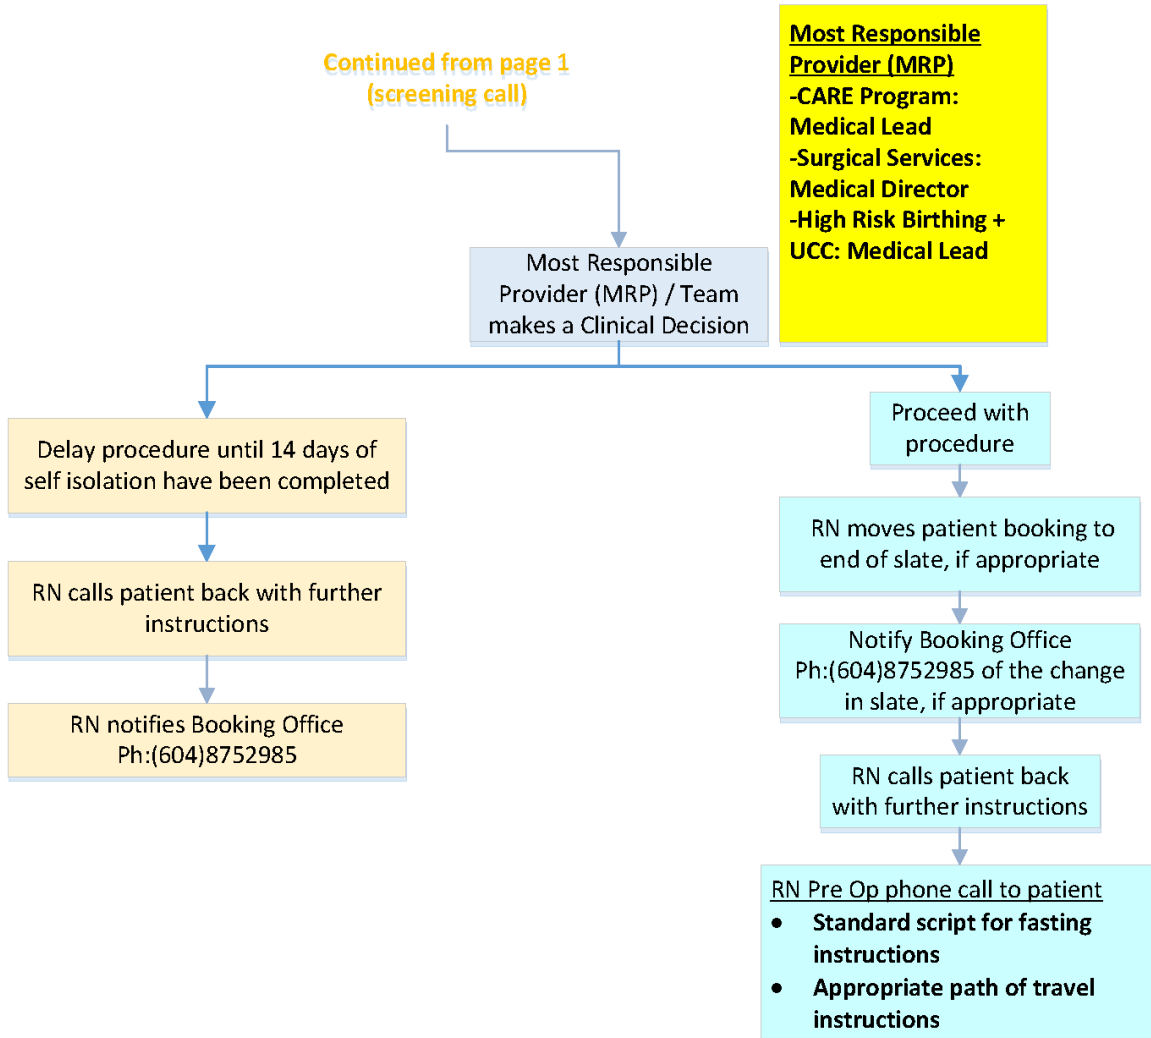 Continued from page 1
(screening call)
Most Responsible
Provider (MRP)
-CARE Program:
Medical Lead
-Surgical Services:
Medical Director
-High Risk Birthing +
UCC: Medical Lead
Most Responsible
Provider (MRP) / Team
makes a Clinical Decision
Delay procedure until 14 days of
self isolation have been completed
RN calls patient back with further
instructions
RN notifies Booking Office
Ph:(604)8752985
Proceed with
procedure
RN moves patient booking to
end of slate, if appropriate
Notify Booking Office
Ph:(604)8752985 of the change
in slate, if appropriate
RN calls patient back
with further instructions
RN Pre Op phone call to patient
• Standard script for fasting
instructions
• Appropriate path of travel
instructions